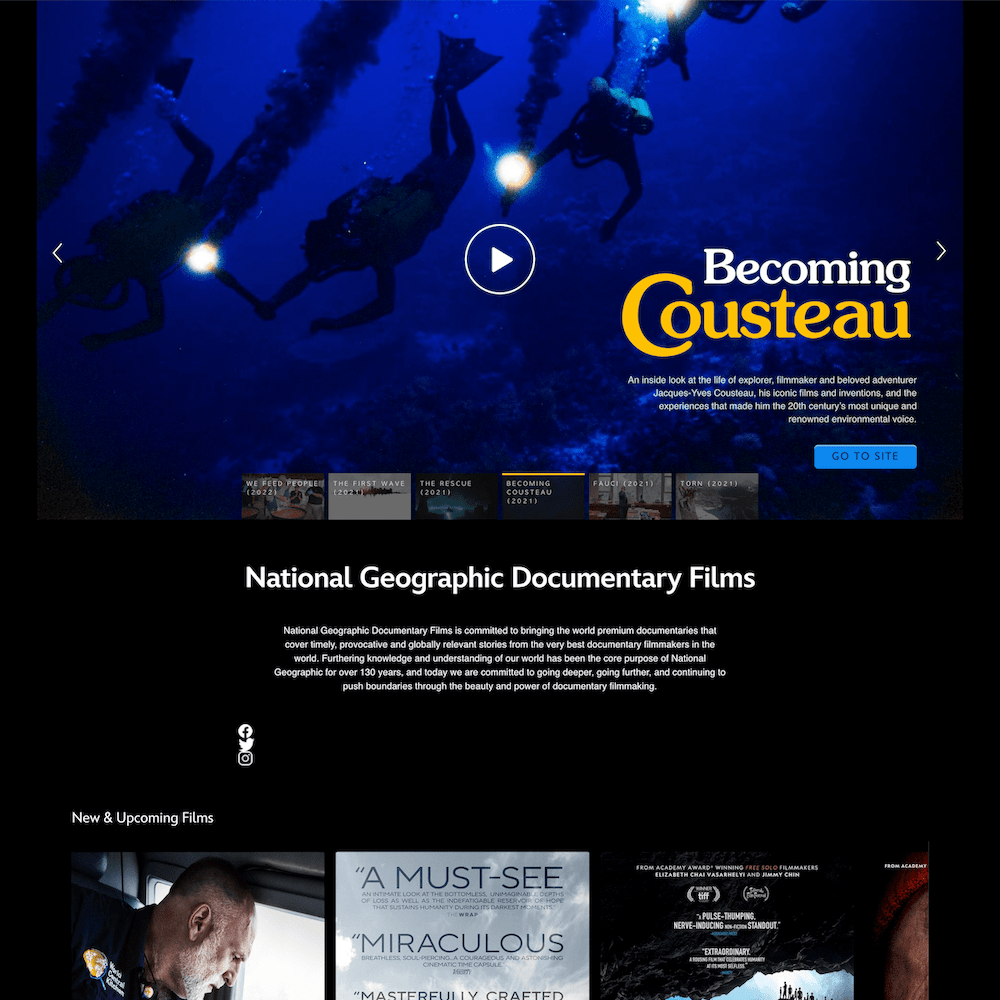 Becoming
Cousteau
An inside look at the life of explorer, filmmaker and beloved adventurer
Jacques-Yves Cousteau, his iconic films and inventions, and the
experiences that made him the 20th century's most unique and
renowned environmental voice.
GO TO SITE
WE FEED PEOPLE
(2022)
THE FIRST WAVE
(2021)
THE RESCUE
(2021)
BECOMING
COUSTEAU
(2021)
FAUCI (2021)
TORN (2021)
National Geographic Documentary Films
National Geographic Documentary Films is committed to bringing the world premium documentaries that
cover timely, provocative and globally relevant stories from the very best documentary filmmakers in the
world. Furthering knowledge and understanding of our world has been the core purpose of National
Geographic for over 130 years, and today we are committed to going deeper, going further, and continuing to
push boundaries through the beauty and power of documentary filmmaking.
New & Upcoming Films
World
Central
Kitchen
"A MUST-SEE
AN INTIMATE LOOK AT THE BOTTOMLESS, UNIMAGINABLE DEPTHS
OF LOSS AS WELL AS THE INDEFATIGABLE RESERVOIR OF HOPE
THAT SUSTAINS HUMANITY DURING ITS DARKEST MOMENTS."
THE WRAP
"MIRACULOUS
BREATHLESS, SOUL-PIERCING...A COURAGEOUS AND ASTONISHING
CINEMATIC TIME CAPSULE."
VARIETY
"MASTERFULLY CRAFTED
FROM ACADEMY AWARD® WINNING FREE SOLO FILMMAKERS
ELIZABETH CHAI VASARHELYI AND JIMMY CHIN
WINNER
tiff
"A PULSE-THUMPING,
NERVE-INDUCING NON-FICTION STANDOUT."
"EXTRAORDINARY.
A ROUSING FILM THAT CELEBRATES HUMANITY
AT ITS MOST SELFLESS."
FROM ACADEMY